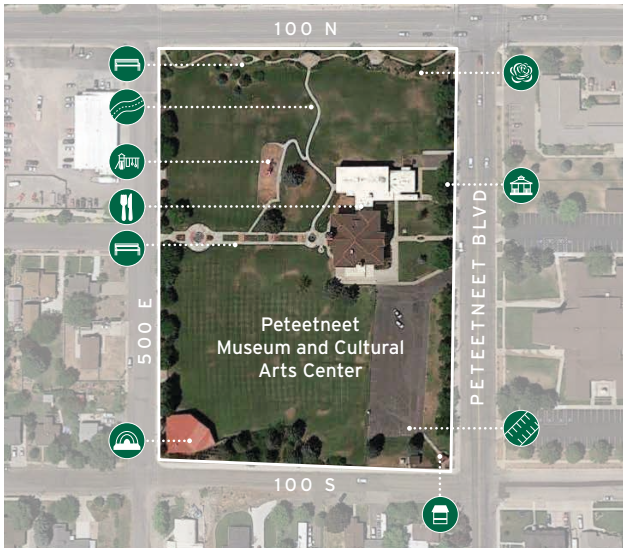 100 N
500 E
PETEETNEET BLVD
Peteetneet
Museum and Cultural
Arts Center
100 S